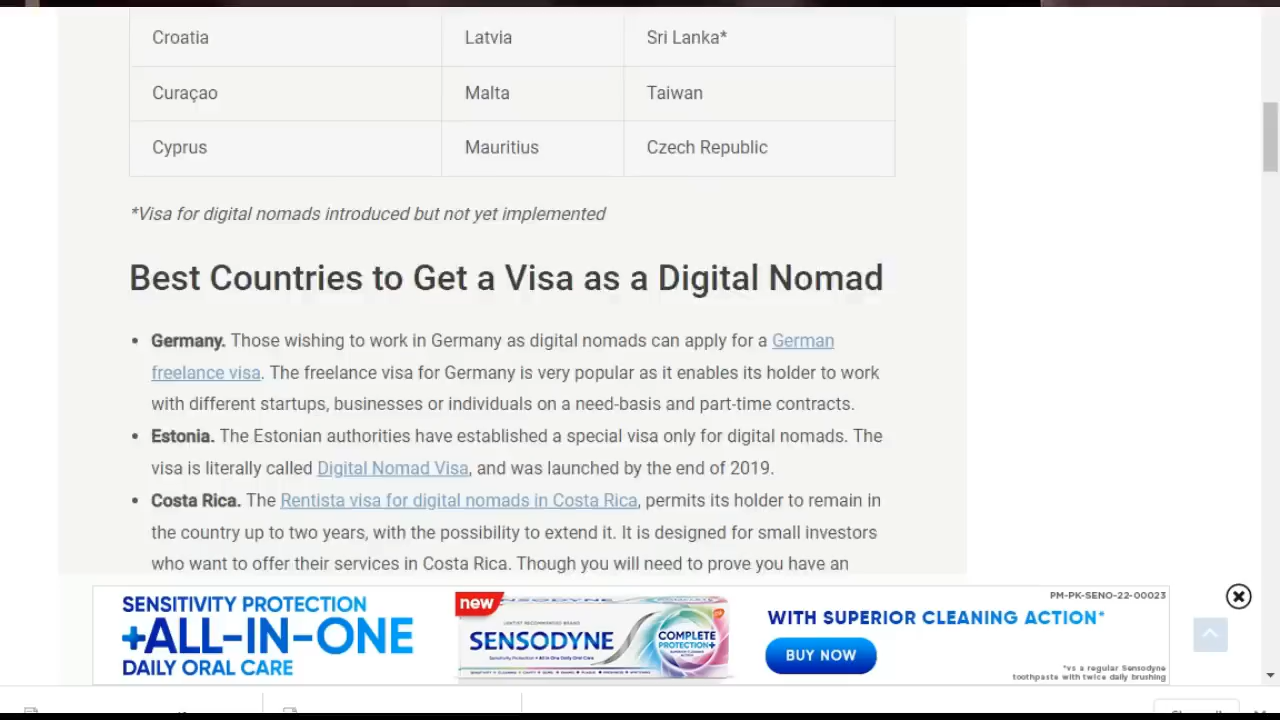 Croatia Latvia Sri Lanka*
Curaçao Malta Taiwan
Cyprus Mauritius Czech Republic
*Visa for digital nomads introduced but not yet implemented
Best Countries to Get a Visa as a Digital Nomad
• Germany. Those wishing to work in Germany as digital nomads can apply for a German
freelance visa. The freelance visa for Germany is very popular as it enables its holder to work
with different startups, businesses or individuals on a need-basis and part-time contracts.
• Estonia. The Estonian authorities have established a special visa only for digital nomads. The
visa is literally called Digital Nomad Visa, and was launched by the end of 2019.
• Costa Rica. The Rentista visa for digital nomads in Costa Rica, permits its holder to remain in
the country up to two years, with the possibility to extend it. It is designed for small investors
who want to offer their services in Costa Rica. Though you will need to prove you have an
SENSITIVITY PROTECTION
+ALL-IN-ONE
DAILY ORAL CARE
new
SENSODYNE
COMPLETE
PROTECTION+
WITH SUPERIOR CLEANING ACTION*
BUY NOW
PM-PK-SENO-22-00023
*vs a regular Sensodyne
toothpaste with twice daily brushing